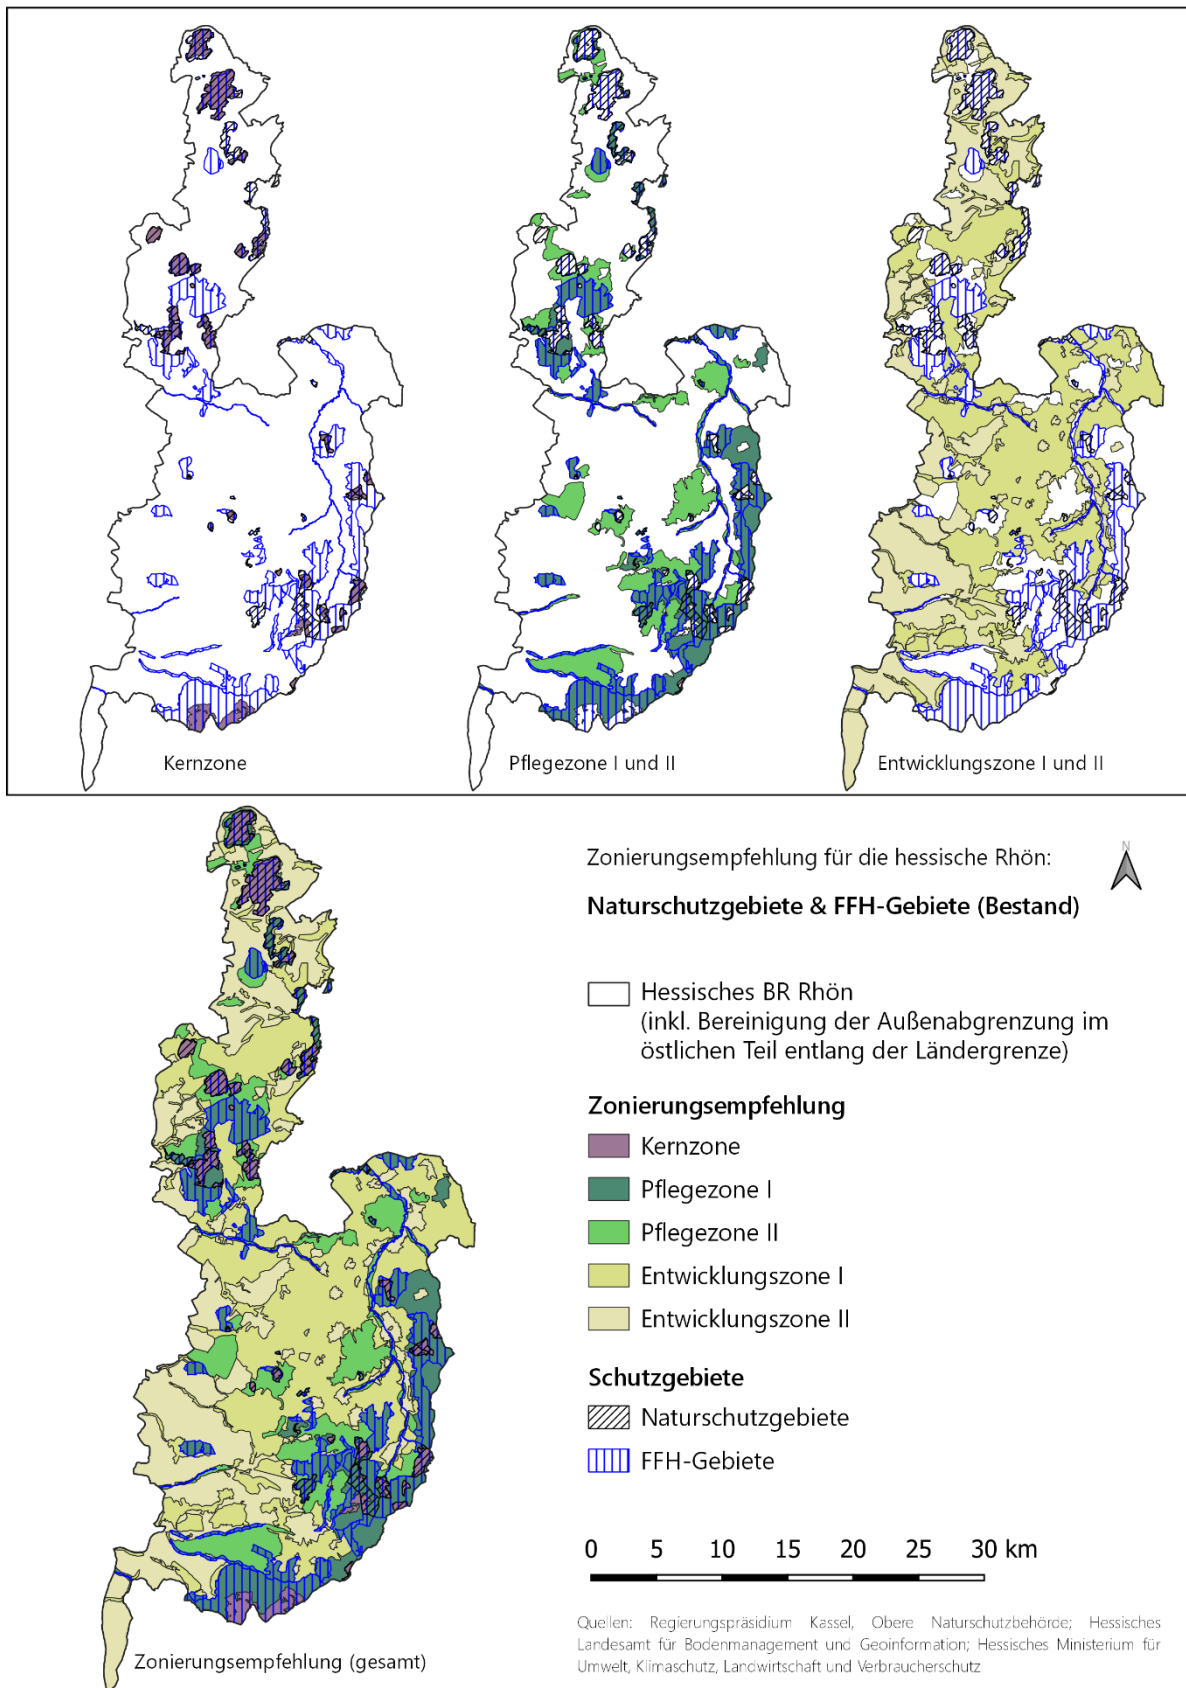 Kernzone
Pflegezone I und II
Entwicklungszone I und II
Zonierungsempfehlung für die hessische Rhön:
N
Naturschutzgebiete & FFH-Gebiete (Bestand)
Hessisches BR Rhön
(inkl. Bereinigung der Außenabgrenzung im
östlichen Teil entlang der Ländergrenze)
Zonierungsempfehlung
Kernzone
Pflegezone I
Pflegezone II
Entwicklungszone I
Entwicklungszone II
Schutzgebiete
Naturschutzgebiete
FFH-Gebiete
0 5 10 15 20 25 30 km
Quellen: Regierungspräsidium Kassel, Obere Naturschutzbehörde; Hessisches
Landesamt für Bodenmanagement und Geoinformation; Hessisches Ministerium für
Umwelt, Klimaschutz, Landwirtschaft und Verbraucherschutz
Zonierungsempfehlung (gesamt)